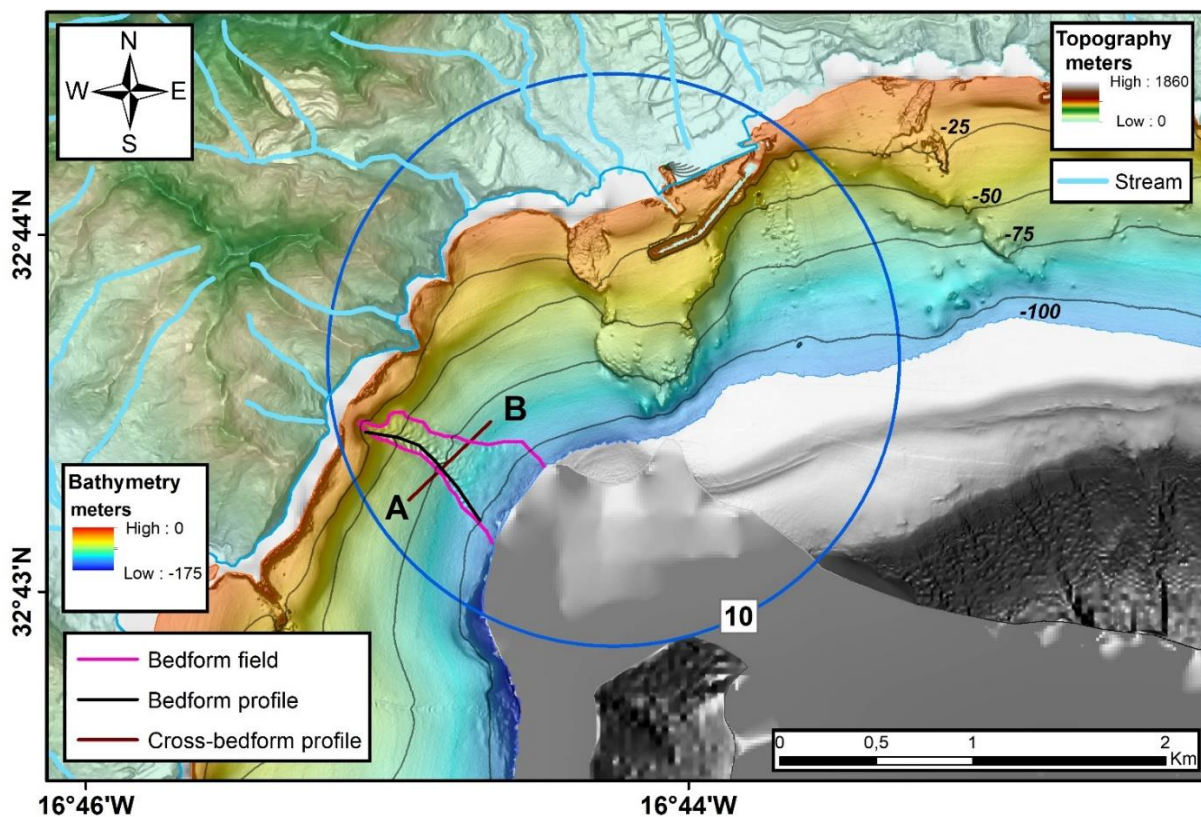 N
W E
S
Topography
meters
High : 1860
Low : 0
Stream
-25
-50
-75
-100
32°44'N
32°43'N
B
A
Bathymetry
meters
High : 0
Low : -175
10
Bedform field
Bedform profile
Cross-bedform profile
0 0,5 1 2
Km
16°46'W
16°44'W